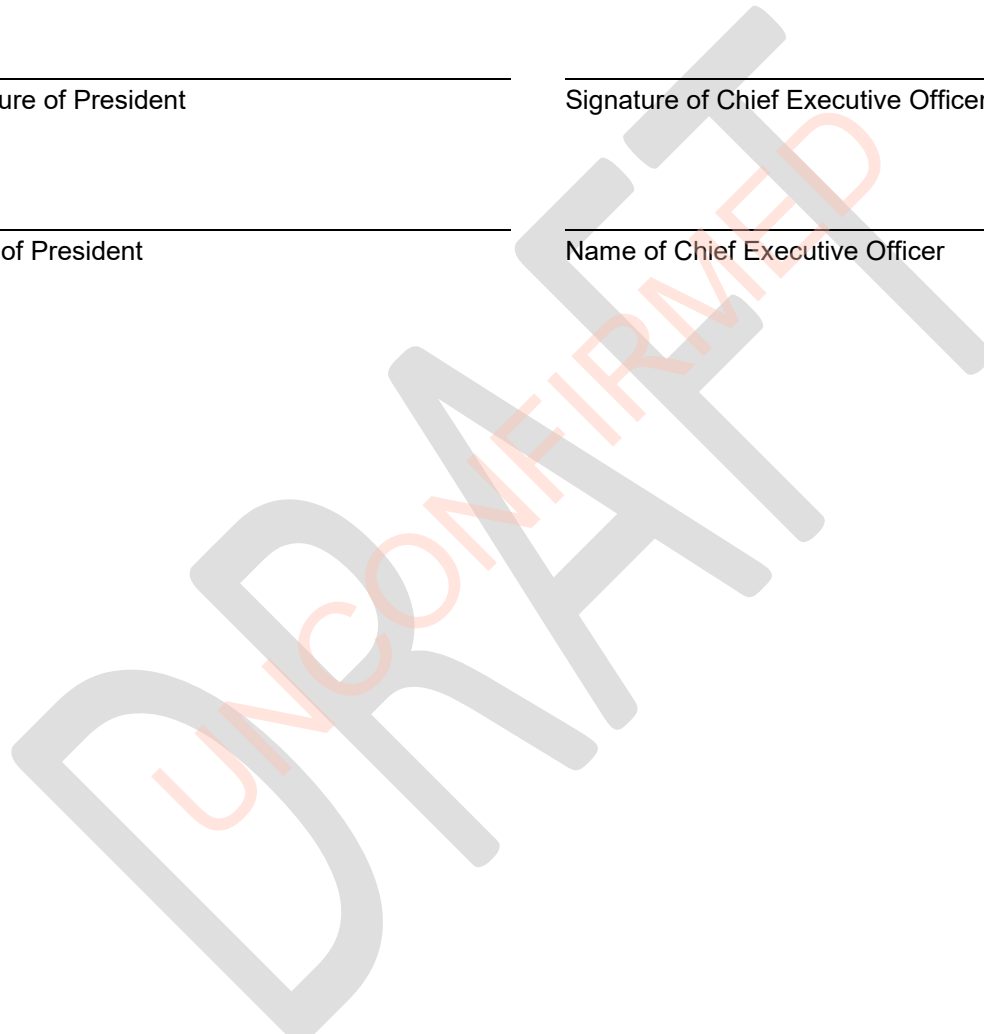 ure of President
Signature of Chief Executive Officer
of President
Name of Chief Executive Officer
DRAFT
UNCONFIRMED